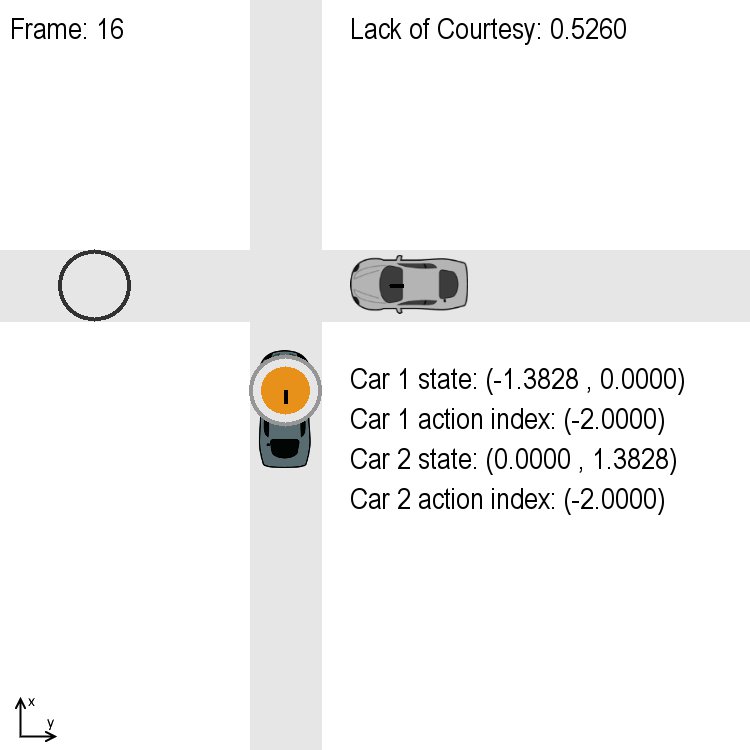 Frame: 16
Lack of Courtesy: 0.5260
Car 1 state: (-1.3828 , 0.0000)
Car 1 action index: (-2.0000)
Car 2 state: (0.0000 , 1.3828)
Car 2 action index: (-2.0000)
x
y